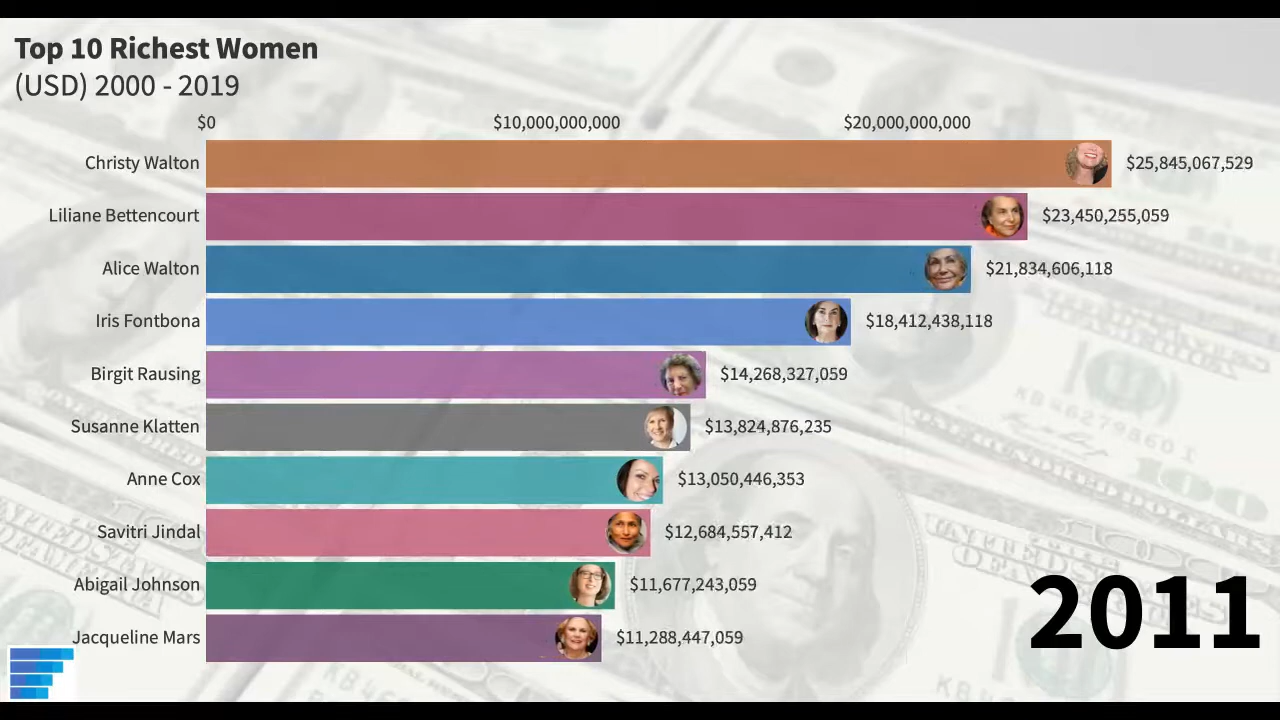 Top 10 Richest Women
(USD) 2000 - 2019
$0 $10,000,000,000 $20,000,000,000
Christy Walton $25,845,067,529
Liliane Bettencourt $23,450,255,059
Alice Walton $21,834,606,118
Iris Fontbona $18,412,438,118
Birgit Rausing $14,268,327,059
Susanne Klatten $13,824,876,235
Anne Cox $13,050,446,353
Savitri Jindal $12,684,557,412
Abigail Johnson $11,677,243,059
Jacqueline Mars $11,288,447,059
2011